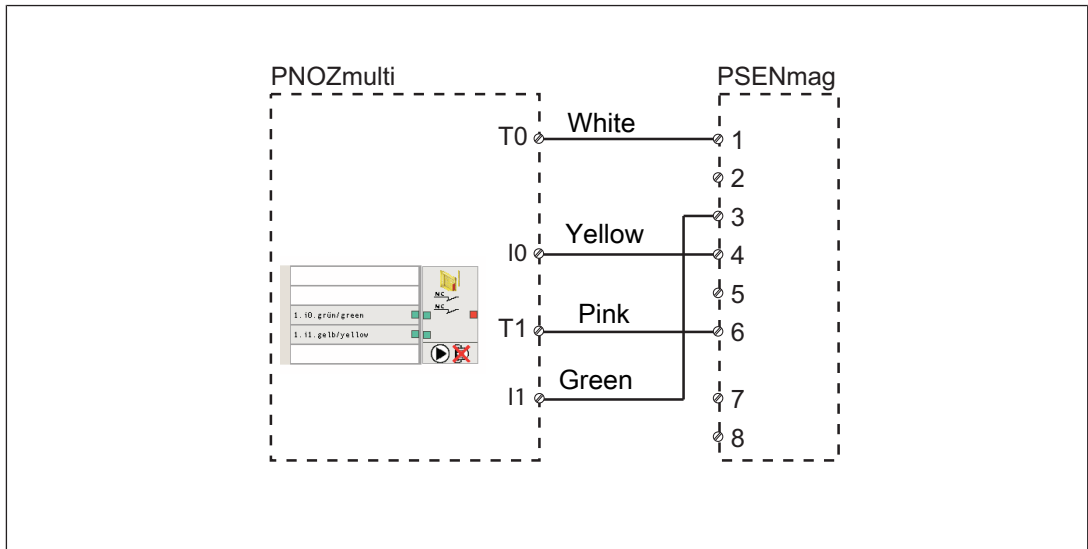 PNOZmulti
PSENmag
T0 White 1
2
3
I0 Yellow 4
5
T1 Pink 6
I1 Green 7
8
N C
N C
1.i0.grün/green
1.i1.gelb/yellow